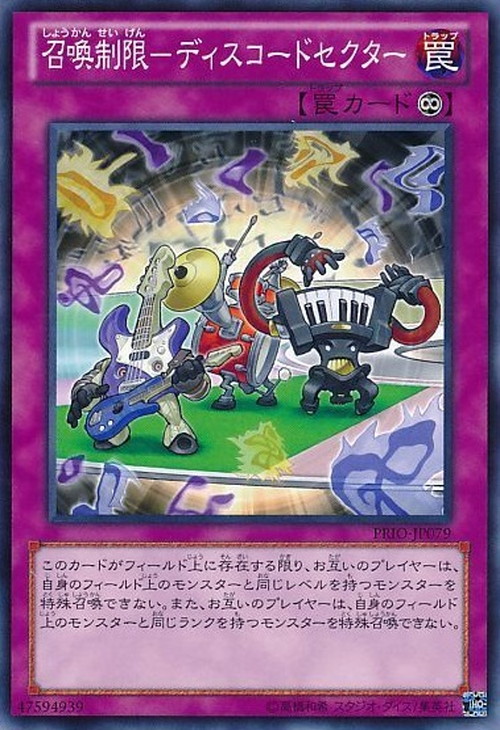 召喚制限－ディスコードセクター 罠
【罠カード】
PRIO-JP079
このカードがフィールド上に存在する限り、お互いのプレイヤーは、
自身のフィールド上のモンスターと同じレベルを持つモンスターを
特殊召喚できない。また、お互いのプレイヤーは、自身のフィールド
上のモンスターと同じランクを持つモンスターを特殊召喚できない。
47594939 ©高橋和希 スタジオ・ダイス/集英社